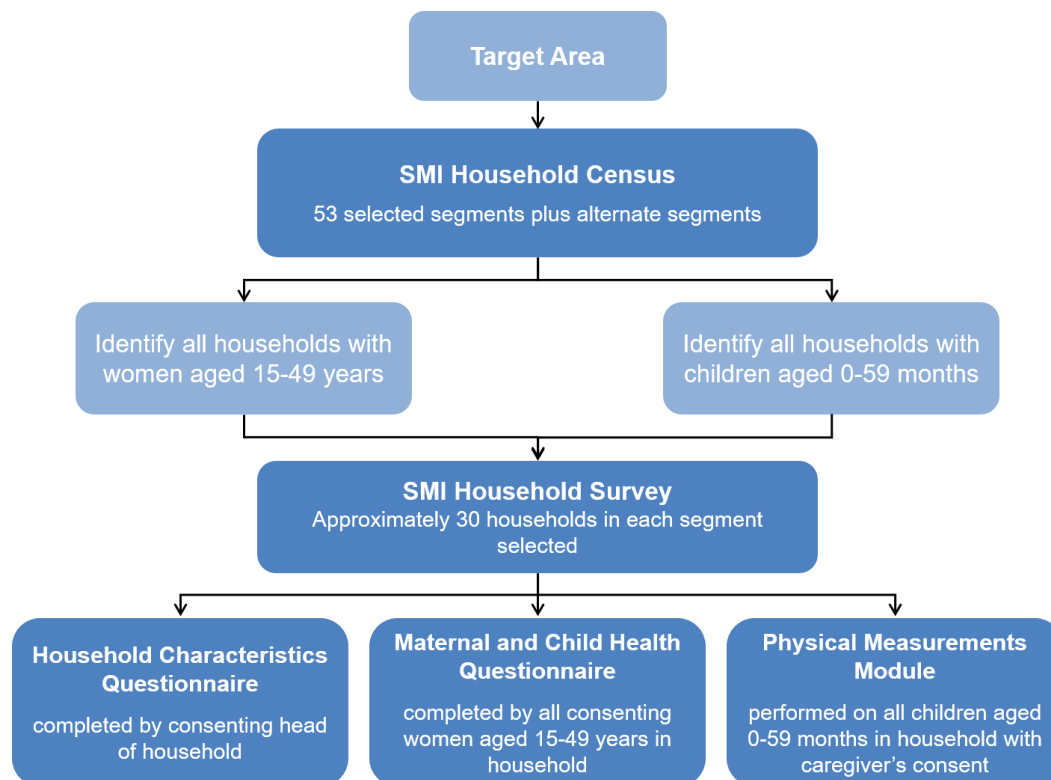 Target Area
SMI Household Census
53 selected segments plus alternate segments
Identify all households with
women aged 15-49 years
Identify all households with
children aged 0-59 months
SMI Household Survey
Approximately 30 households in each segment
selected
Household Characteristics
Questionnaire
completed by consenting head
of household
Maternal and Child Health
Questionnaire
completed by all consenting
women aged 15-49 years in
household
Physical Measurements
Module
performed on all children aged
0-59 months in household with
caregiver’s consent